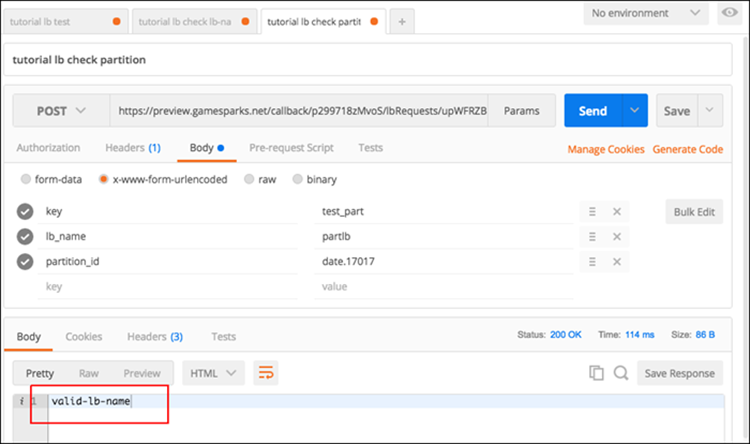 tutorial lb test
tutorial lb check lb-na
tutorial lb check partit
+
No environment
tutorial lb check partition
POST https://preview.gamesparks.net/callback/p299718zMvoS/lbRequests/upWFRZB Params Send Save
Authorization Headers (1) Body Pre-request Script Tests Manage Cookies Generate Code
form-data x-www-form-urlencoded raw binary
key test_part Bulk Edit
lb_name partlb
partition_id date.17017
key value
Body Cookies Headers (3) Tests Status: 200 OK Time: 114 ms Size: 86 B
Pretty Raw Preview HTML Save Response
i 1 valid-lb-name